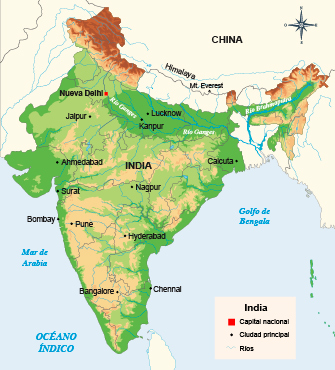 CHINA
Himalaya
Mt. Everest
Nueva Delhi
Río Ganges
Río Brahmaputra
Lucknow
Jaipur
Kanpur
Río Ganges
Ahmedabad
INDIA
Calcuta
Surat
Nagpur
Bombay
Pune
Golfo de
Bengala
Hyderabad
Mar de
Arabia
Bangalore
Chennai
OCÉANO
ÍNDICO
India
Capital nacional
Ciudad principal
Ríos